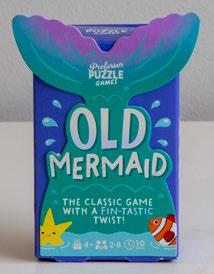 Professor
PUZZLE
GAMES
OLD
MERMAID
THE CLASSIC GAME
WITH A FIN-TASTIC
TWIST!
4+ 2-8 10